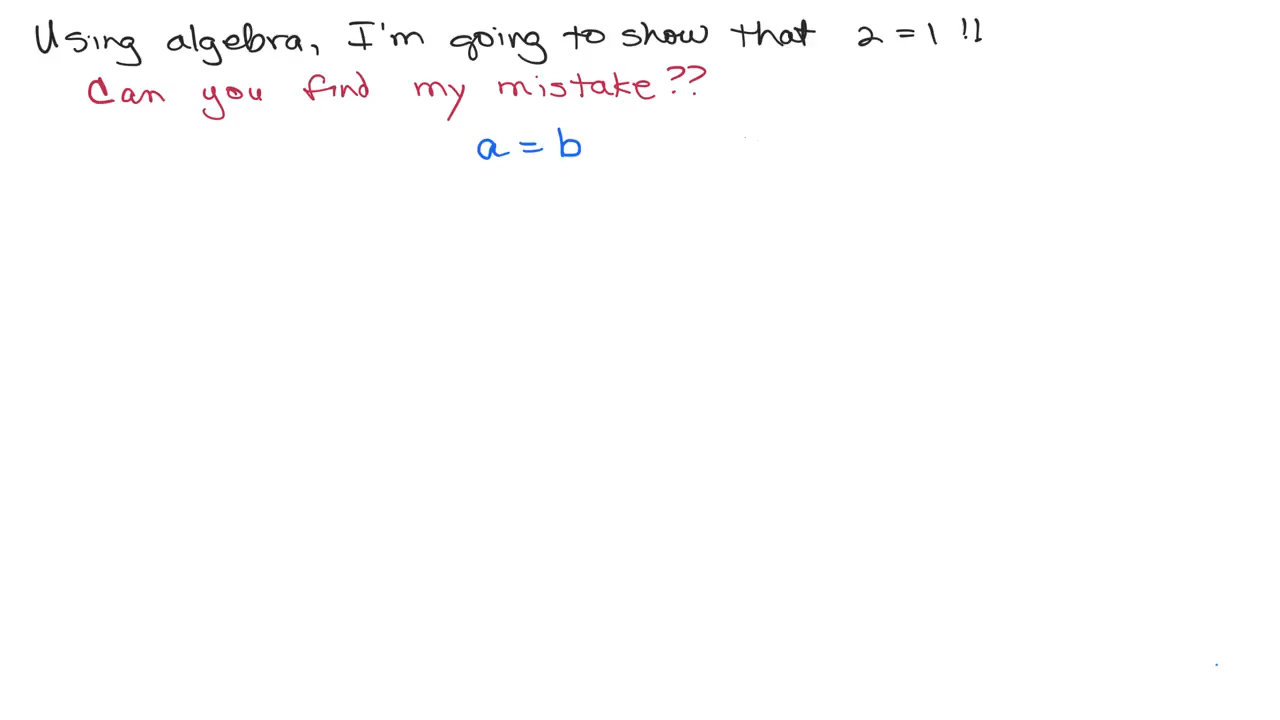 Using algebra, I'm going to show that 2 = 1 !!
Can you find my mistake??
a = b